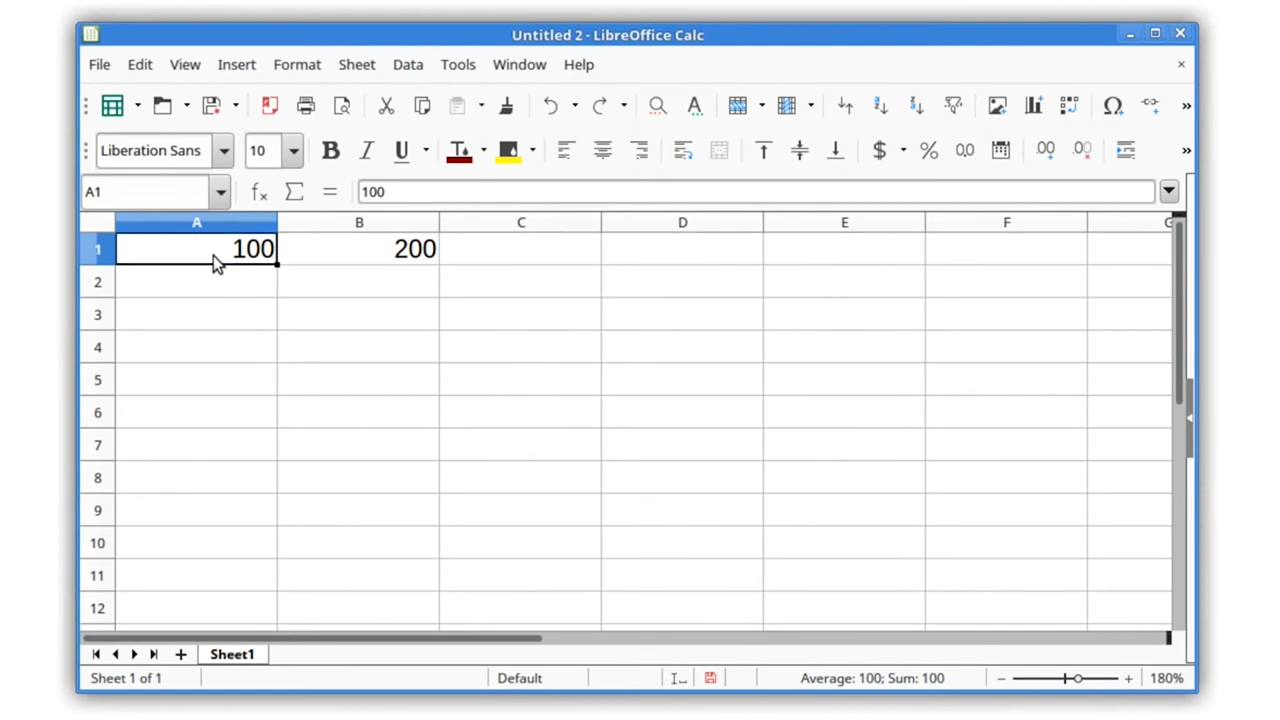 Untitled 2 - LibreOffice Calc
File Edit View Insert Format Sheet Data Tools Window Help
Liberation Sans 10
A1 100
A B C D E F G
1 100 200
2
3
4
5
6
7
8
9
10
11
12
Sheet1
Sheet 1 of 1 Default Average: 100; Sum: 100 180%